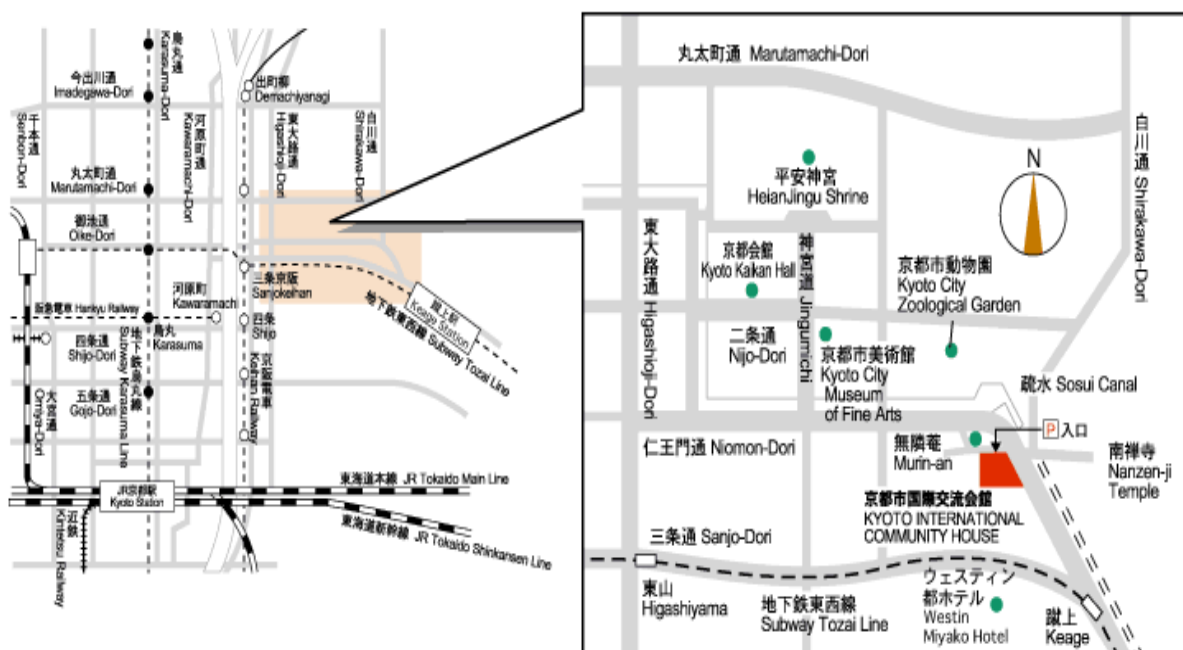 烏丸通
Karasuma-Dori
今出川通
Imadegawa-Dori
出町柳
Demachiyanagi
千本通
Senbon-Dori
河原町通
Kawaramachi-Dori
東大路通
Higashioji-Dori
白川通
Shirakawa-Dori
丸太町通
Marutamachi-Dori
御池通
Oike-Dori
三条京阪
Sanjokeihan
河原町
Kawaramach
阪急電車 Hankyu Railway
蹴上駅
Keage Station
地下鉄東西線 Subway Tozai Line
烏丸
Karasuma
四条
Shijo
四条通
Shijo-Dori
地下鉄烏丸線
Subway Karasuma Line
京阪電車
Keihan Railway
五条通
Gojo-Dori
大宮通
Omiya-Dori
JR京都駅
Kyoto Station
東海道本線 JR Tokaido Main Line
東海道新幹線 JR Tokaido Shinkansen Line
近鉄
Kintetsu Railway
丸太町通 Marutamachi-Dori
白川通 Shirakawa-Dori
N
平安神宮
HeianJingu Shrine
東大路通 Higashioji-Dori
神宮道 Jingumichi
京都会館
Kyoto Kaikan Hall
京都市動物園
Kyoto City
Zoological Garden
二条通
Nijo-Dori
京都市美術館
Kyoto City
Museum
of Fine Arts
疏水 Sosui Canal
P 入口
仁王門通 Niomon-Dori
無隣菴
Murin-an
南禅寺
Nanzen-ji
Temple
京都市国際交流会館
KYOTO INTERNATIONAL
COMMUNITY HOUSE
三条通 Sanjo-Dori
東山
Higashiyama
地下鉄東西線
Subway Tozai Line
ウェスティン
都ホテル
Westin
Miyako Hotel
蹴上
Keage